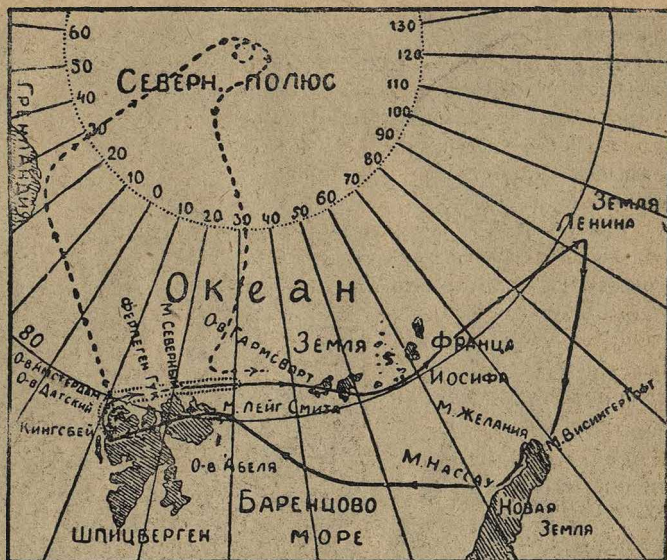 60
50
40
30
20
10
0
10
20
30
40
50
60
70
80
90
100
110
120
130
СЕВЕРН. ПОЛЮС
ГРЕНЛАНДИЯ
ОКЕАН
ЗЕМЛЯ
ЛЕНИНА
80
О-В АМСТЕРДАМ
О-В ДАТСКИЙ
КИНГСБЕЙ
ФЕРЛЕГЕН ГУК
М СЕВЕРНЫЙ
О-В ГАРМСВОРТ
ЗЕМЛЯ
ФРАНЦА
ИОСИФА
М. ЛЕЙГ СМИТА
М. ЖЕЛАНИЯ
М. ВИСИНГЕР ГОФТ
М. НАССАУ
О-В АБЕЛЯ
БАРЕНЦОВО
МОРЕ
ШПИЦБЕРГЕН
НОВАЯ
ЗЕМЛЯ